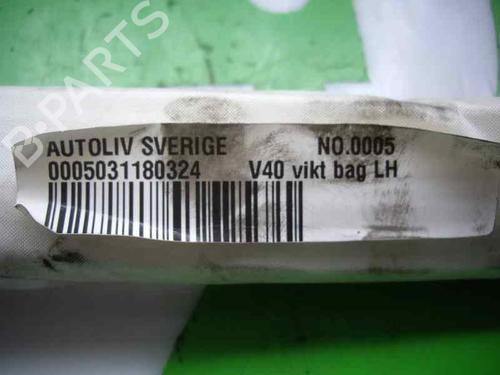 B-PARTS
AUTOLIV SVERIGE NO.0005
0005031180324 V40 vikt bag LH